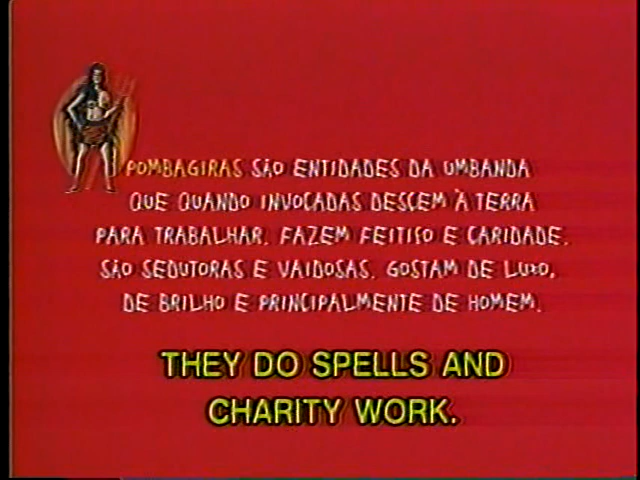 POMBAGIRAS SÃO ENTIDADES DA UMBANDA
QUE QUANDO INVOCADAS DESCEM À TERRA
PARA TRABALHAR. FAZEM FEITIÇO E CARIDADE.
SÃO SEDUTORAS E VAIDOSAS. GOSTAM DE LUXO,
DE BRILHO E PRINCIPALMENTE DE HOMEM.
THEY DO SPELLS AND
CHARITY WORK.